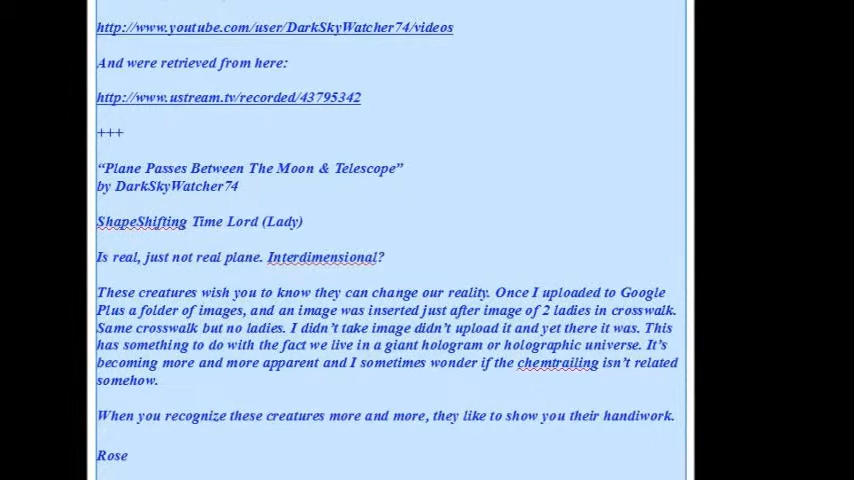 http://www.youtube.com/user/DarkSkyWatcher74/videos
And were retrieved from here:
http://www.ustream.tv/recorded/43795342
+++
“Plane Passes Between The Moon & Telescope”
by DarkSkyWatcher74
ShapeShifting Time Lord (Lady)
Is real, just not real plane. Interdimensional?
These creatures wish you to know they can change our reality. Once I uploaded to Google
Plus a folder of images, and an image was inserted just after image of 2 ladies in crosswalk.
Same crosswalk but no ladies. I didn’t take image didn’t upload it and yet there it was. This
has something to do with the fact we live in a giant hologram or holographic universe. It’s
becoming more and more apparent and I sometimes wonder if the chemtrailing isn’t related
somehow.
When you recognize these creatures more and more, they like to show you their handiwork.
Rose